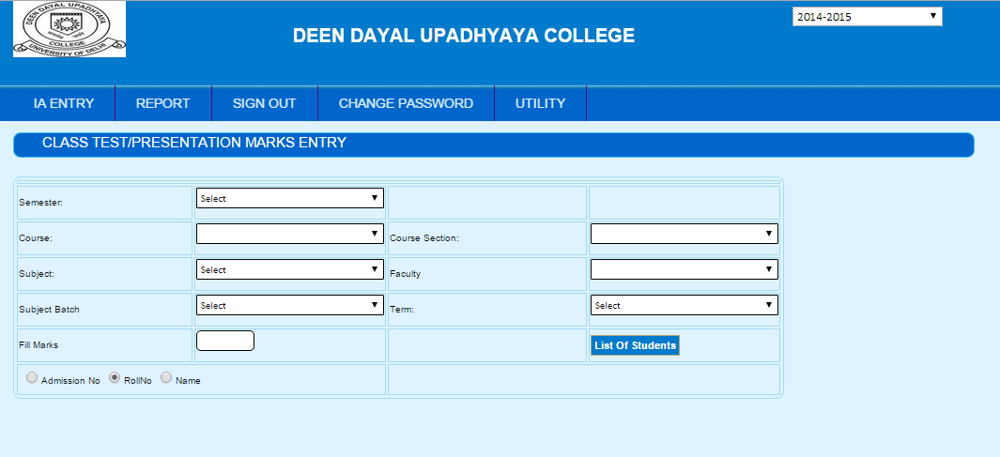 DEEN DAYAL UPADHYAYA
COLLEGE
UNIVERSITY OF DELHI
DEEN DAYAL UPADHYAYA COLLEGE
2014-2015
IA ENTRY REPORT SIGN OUT CHANGE PASSWORD UTILITY
CLASS TEST/PRESENTATION MARKS ENTRY
Semester: Select
Course: Course Section:
Subject: Select Faculty
Subject Batch Select Term: Select
Fill Marks List Of Students
Admission No RollNo Name